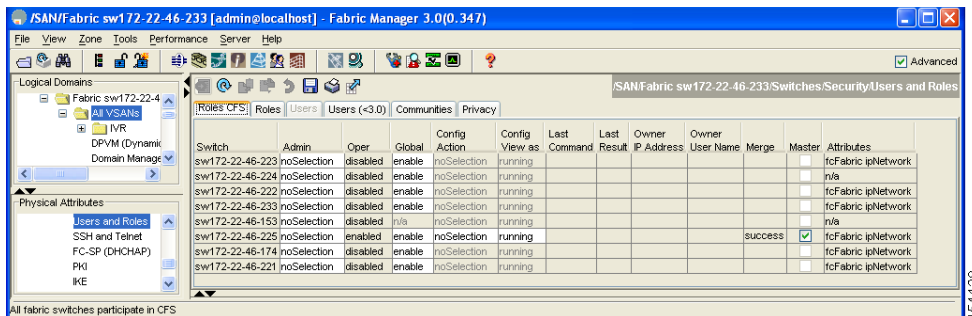 /SAN/Fabric sw172-22-46-233 [admin@localhost] - Fabric Manager 3.0(0.347)
File View Zone Tools Performance Server Help
Advanced
Logical Domains
/SAN/Fabric sw172-22-46-233/Switches/Security/Users and Roles
Fabric sw172-22-4
All VSANs
IVR
DPVM (Dynamic
Domain Manage
Roles CFS Roles Users Users (<3.0) Communities Privacy
Switch Admin Oper Global Config Action Config View as Last Command Last Result Owner IP Address Owner User Name Merge Master Attributes
sw172-22-46-223 noSelection disabled enable noSelection running fcFabric ipNetwork
sw172-22-46-224 noSelection disabled enable noSelection running n/a
sw172-22-46-222 noSelection disabled enable noSelection running fcFabric ipNetwork
sw172-22-46-233 noSelection disabled enable noSelection running fcFabric ipNetwork
sw172-22-46-153 noSelection disabled n/a noSelection running n/a
sw172-22-46-225 noSelection enabled enable noSelection running success fcFabric ipNetwork
sw172-22-46-174 noSelection disabled enable noSelection running fcFabric ipNetwork
sw172-22-46-221 noSelection disabled enable noSelection running fcFabric ipNetwork
Physical Attributes
Users and Roles
SSH and Telnet
FC-SP (DHCHAP)
PKI
IKE
All fabric switches participate in CFS